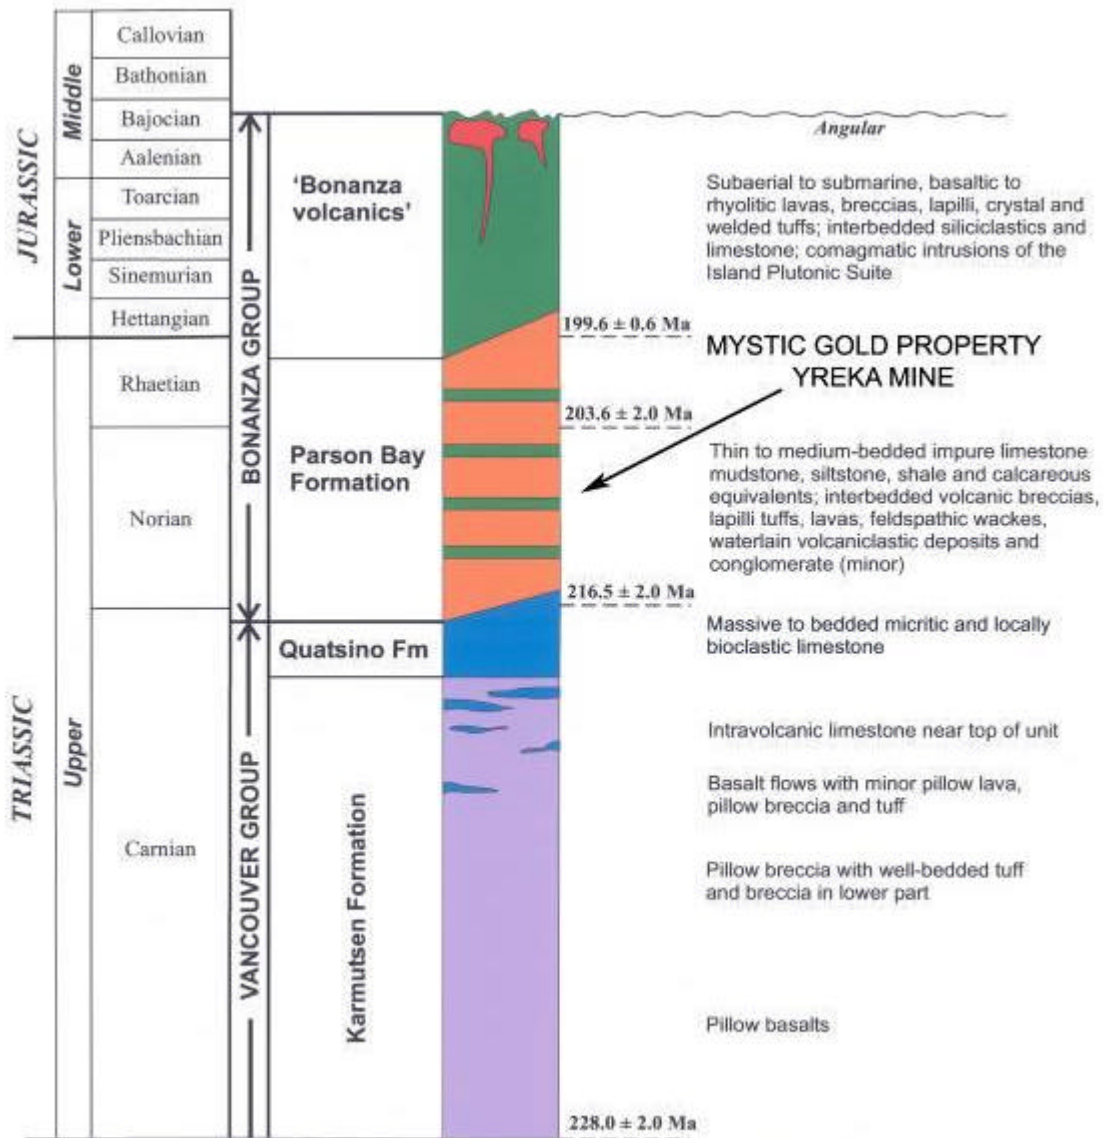 JURASSIC
Middle
Lower
Callovian
Bathonian
Bajocian
Aalenian
Toarcian
Pliensbachian
Sinemurian
Hettangian
TRIASSIC
Upper
Rhaetian
Norian
Carnian
BONANZA GROUP
VANCOUVER GROUP
'Bonanza
volcanics'
Parson Bay
Formation
Quatsino Fm
Karmutsen Formation
199.6 ± 0.6 Ma
203.6 ± 2.0 Ma
216.5 ± 2.0 Ma
228.0 ± 2.0 Ma
Angular
Subaerial to submarine, basaltic to
rhyolitic lavas, breccias, lapilli, crystal and
welded tuffs; interbedded siliciclastics and
limestone; comagmatic intrusions of the
Island Plutonic Suite
MYSTIC GOLD PROPERTY
YREKA MINE
Thin to medium-bedded impure limestone
mudstone, siltstone, shale and calcareous
equivalents; interbedded volcanic breccias,
lapilli tuffs, lavas, feldspathic wackes,
waterlain volcaniclastic deposits and
conglomerate (minor)
Massive to bedded micritic and locally
bioclastic limestone
Intravolcanic limestone near top of unit
Basalt flows with minor pillow lava,
pillow breccia and tuff
Pillow breccia with well-bedded tuff
and breccia in lower part
Pillow basalts